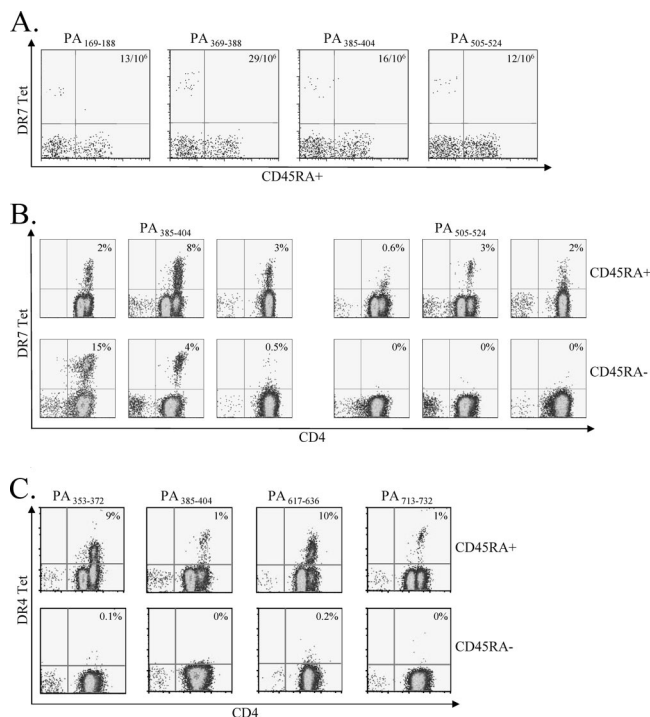 A.
PA 169-188 PA 369-388 PA 385-404 PA 505-524
13/10⁶ 29/10⁶ 16/10⁶ 12/10⁶
DR7 Tet
CD45RA+
B.
PA 385-404 PA 505-524
2% 8% 3% 0.6% 3% 2%
CD45RA+
DR7 Tet
15% 4% 0.5% 0% 0% 0%
CD45RA-
CD4
C.
PA 353-372 PA 385-404 PA 617-636 PA 713-732
9% 1% 10% 1%
CD45RA+
DR4 Tet
0.1% 0% 0.2% 0%
CD45RA-
CD4